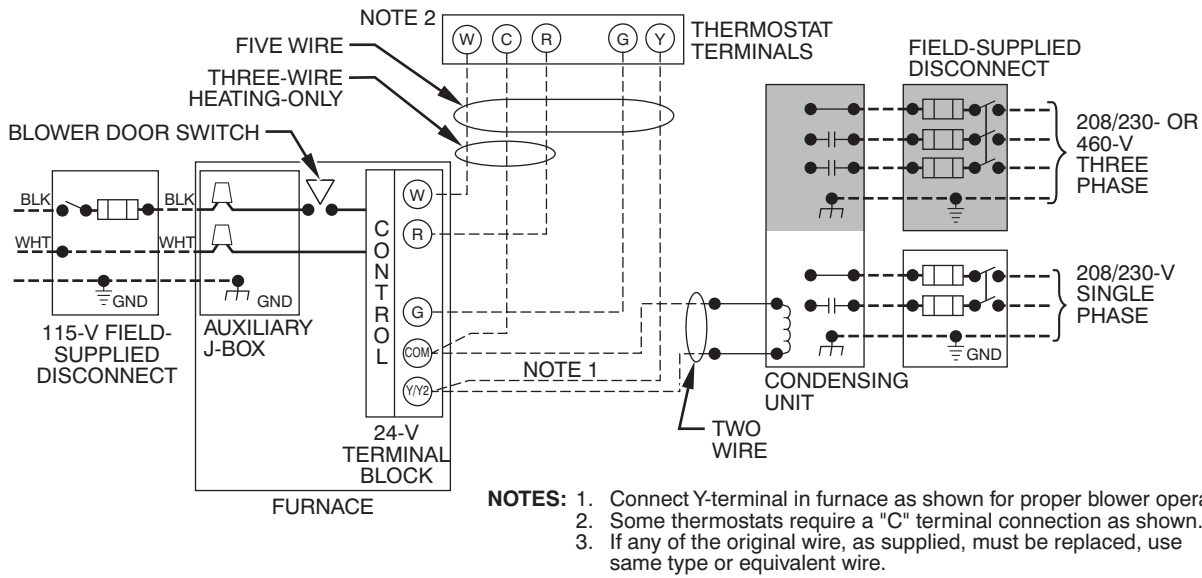 NOTE 2
W C R G Y
THERMOSTAT
TERMINALS
FIVE WIRE
THREE-WIRE
HEATING-ONLY
BLOWER DOOR SWITCH
FIELD-SUPPLIED
DISCONNECT
208/230- OR
460-V
THREE
PHASE
BLK
BLK
WHT
WHT
GND
GND
115-V FIELD-
SUPPLIED
DISCONNECT
AUXILIARY
J-BOX
CONTROL
W
R
G
COM
Y/Y2
NOTE 1
24-V
TERMINAL
BLOCK
FURNACE
TWO
WIRE
CONDENSING
UNIT
208/230-V
SINGLE
PHASE
GND
NOTES: 1. Connect Y-terminal in furnace as shown for proper blower opera
2. Some thermostats require a "C" terminal connection as shown.
3. If any of the original wire, as supplied, must be replaced, use
same type or equivalent wire.